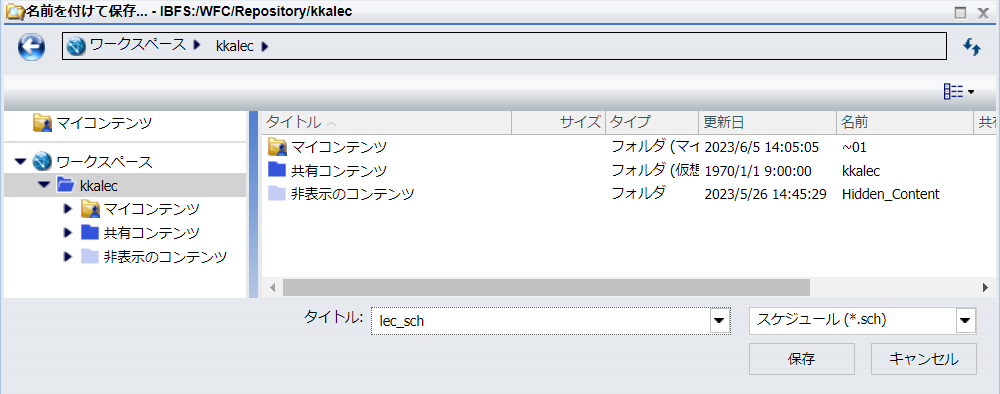 名前を付けて保存... - IBFS:/WFC/Repository/kkalec
ワークスペース kkalec
マイコンテンツ
ワークスペース
kkalec
マイコンテンツ
共有コンテンツ
非表示のコンテンツ
タイトル サイズ タイプ 更新日 名前 共有
マイコンテンツ フォルダ (マイ 2023/6/5 14:05:05 ~01
共有コンテンツ フォルダ (仮想 1970/1/1 9:00:00 kkalec
非表示のコンテンツ フォルダ 2023/5/26 14:45:29 Hidden_Content
タイトル: lec_sch スケジュール (*.sch)
保存 キャンセル